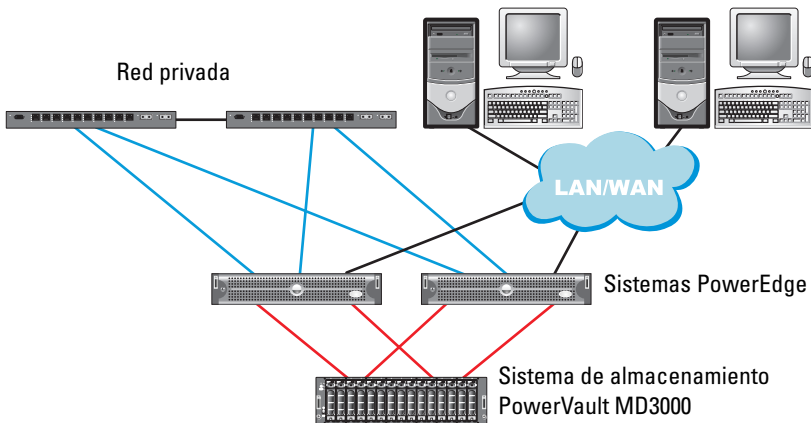 Red privada
LAN/WAN
Sistemas PowerEdge
Sistema de almacenamiento
PowerVault MD3000